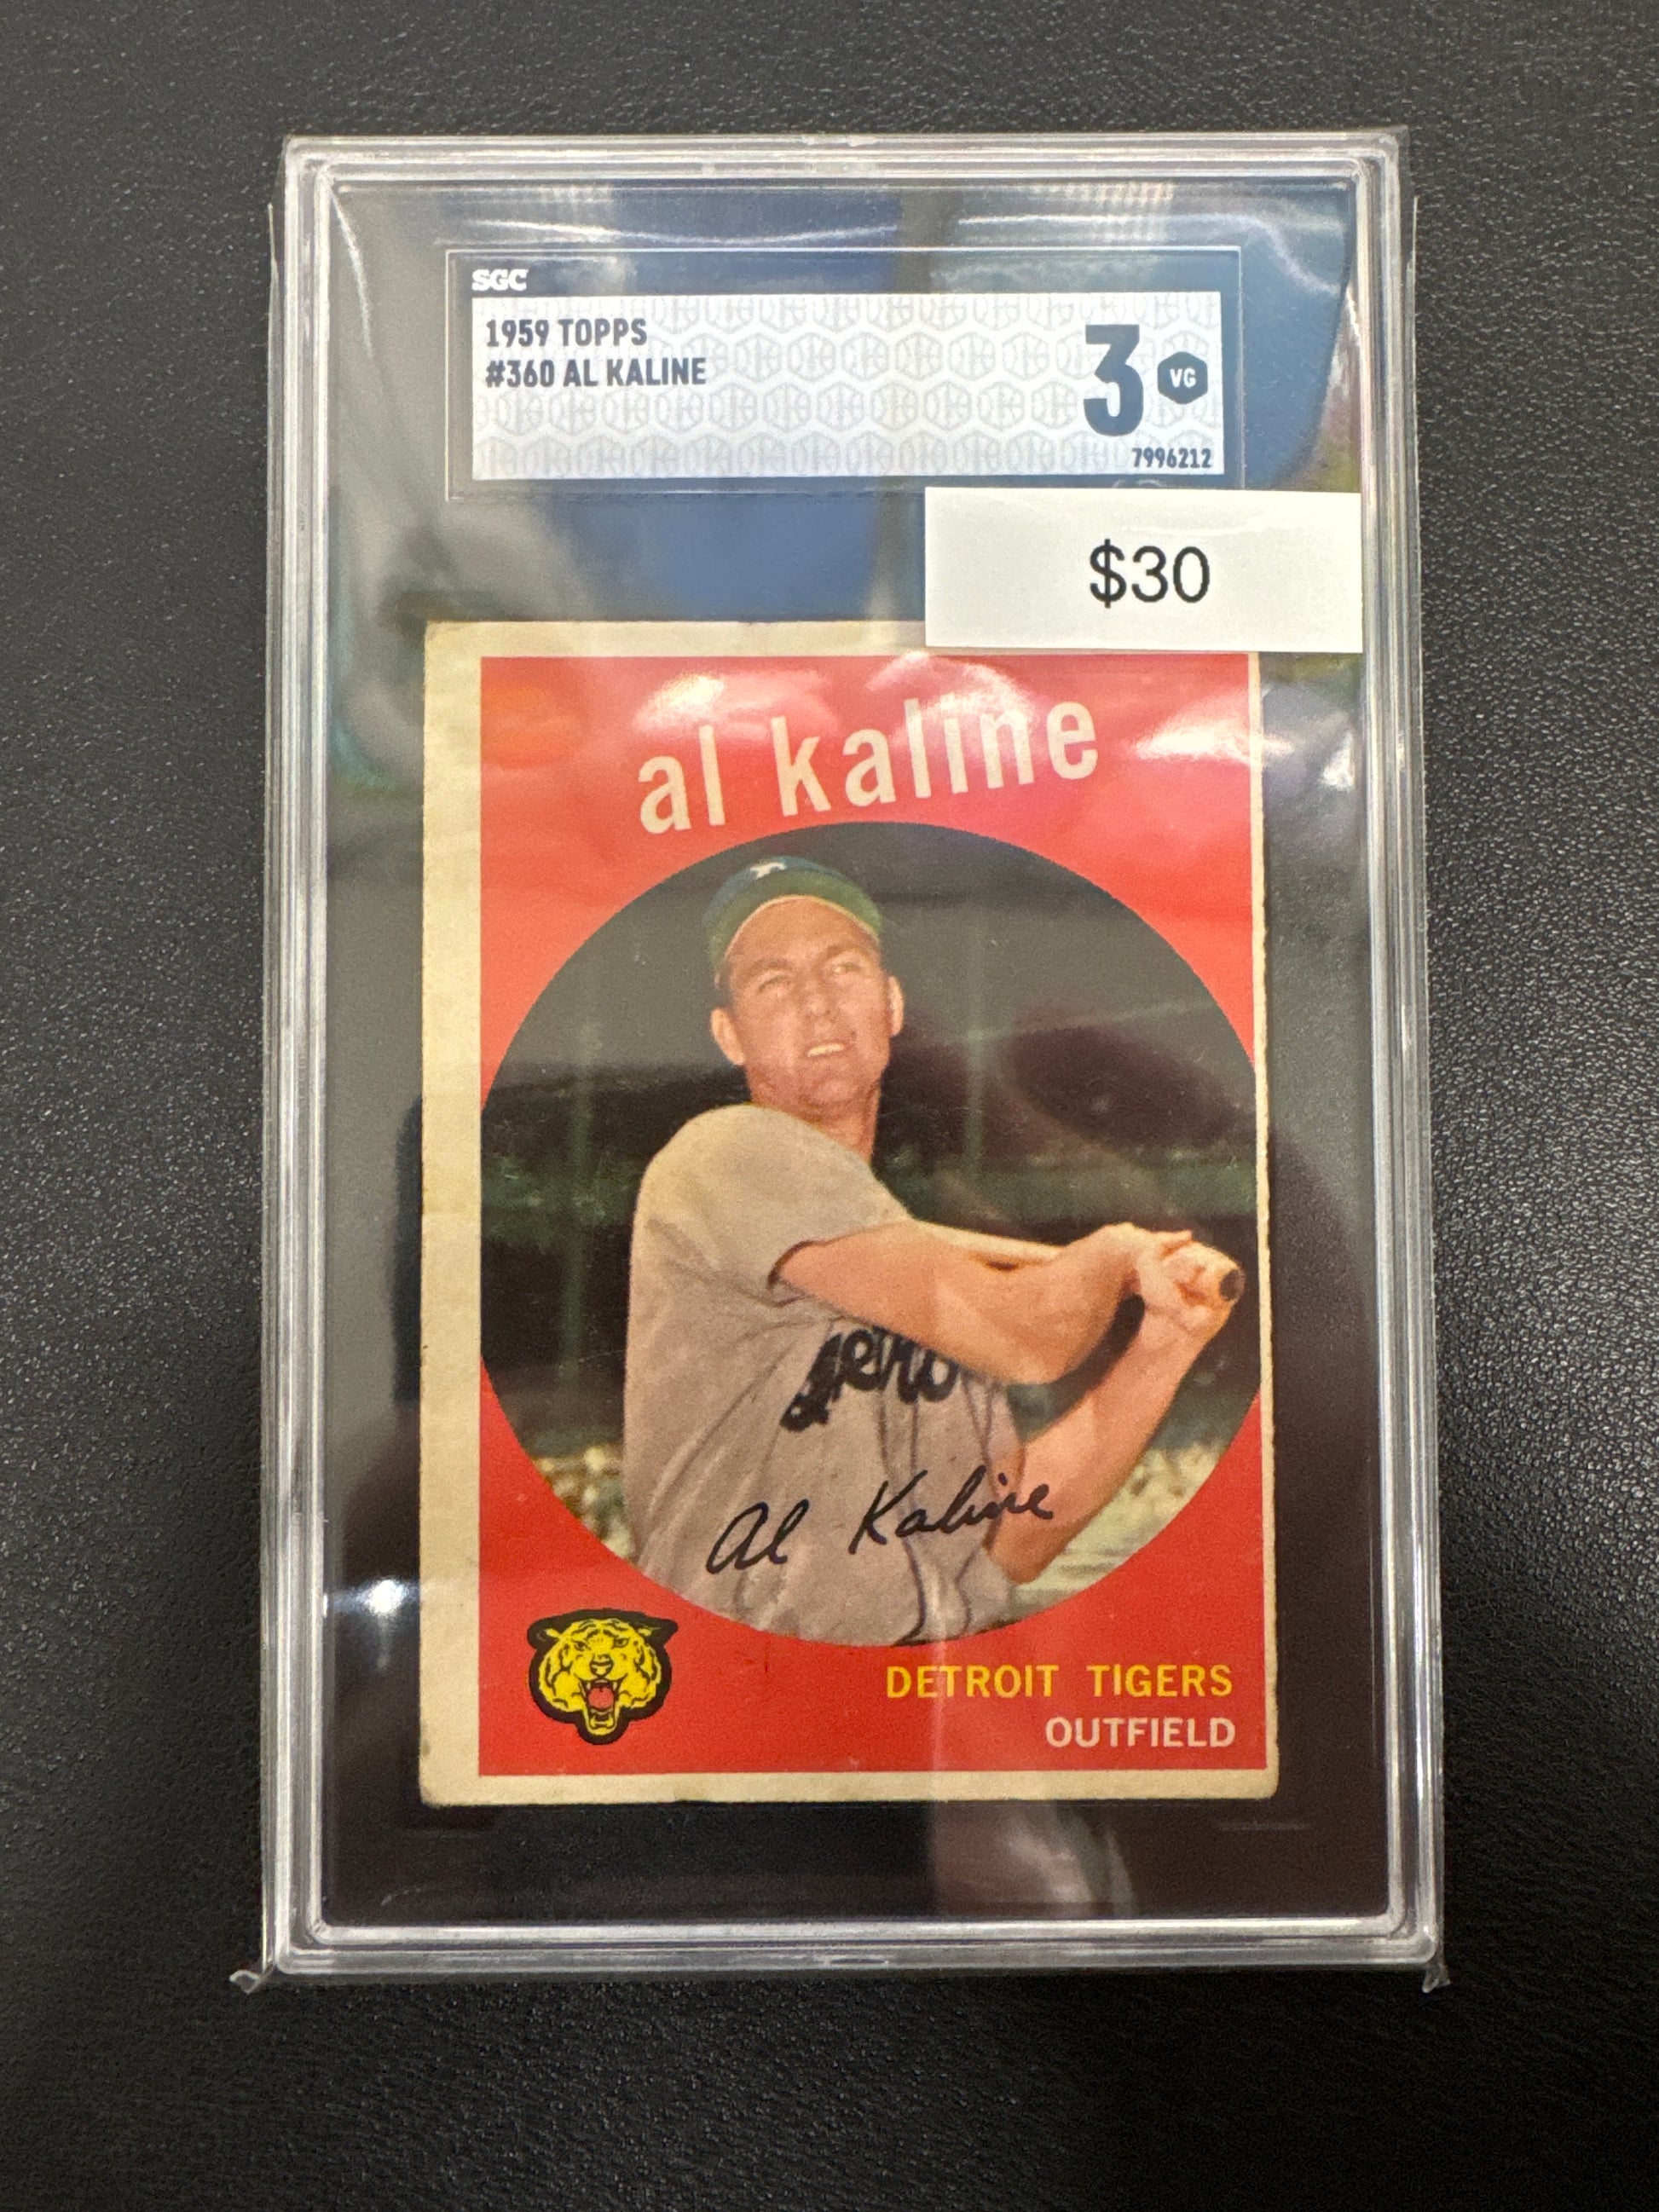 SGC
1959 TOPPS
#360 AL KALINE
3 VG
7996212
$30
al kaline
Al Kaline
DETROIT TIGERS
OUTFIELD